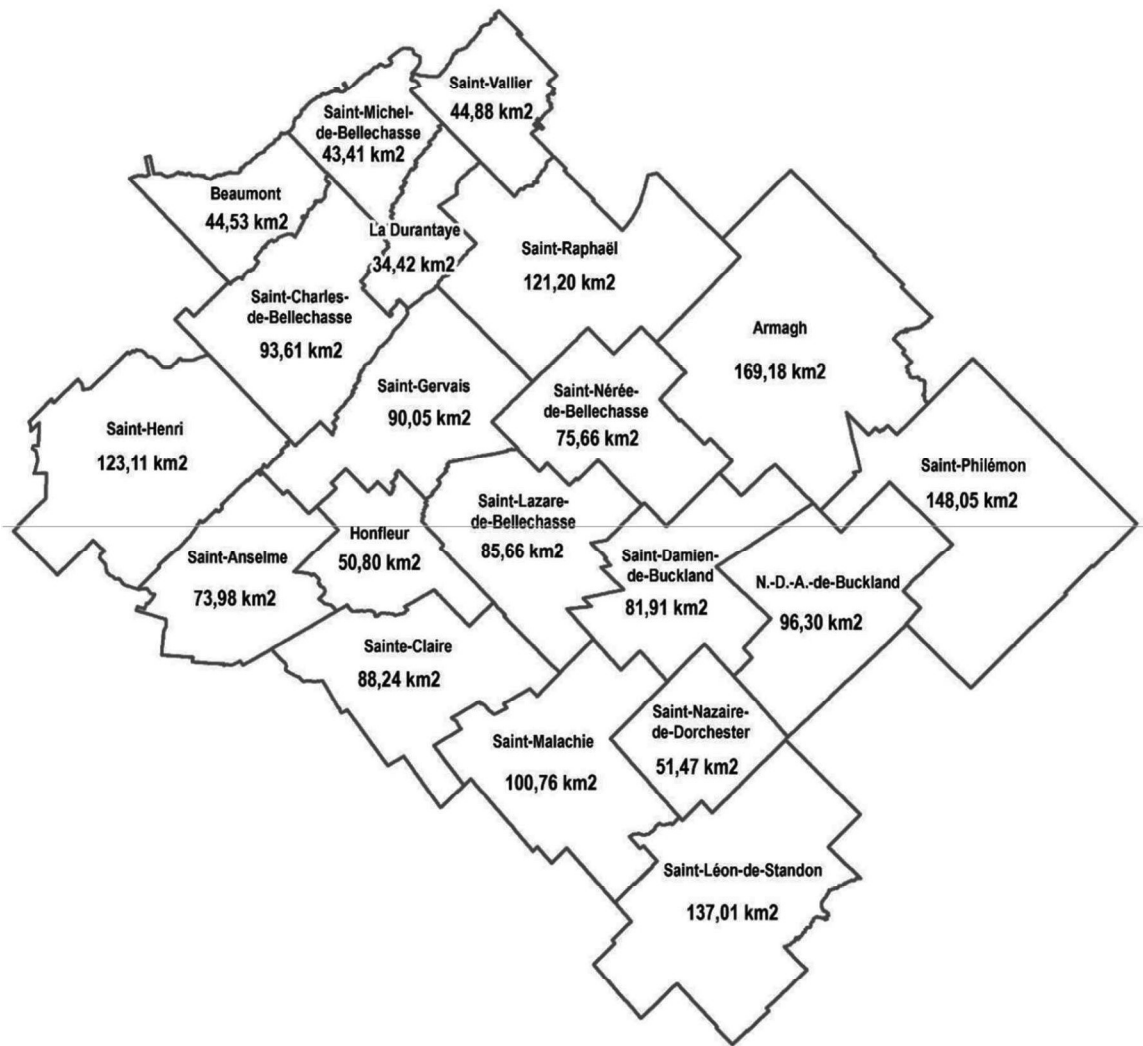 Saint-Vallier
44,88 km2
Saint-Michel-
de-Bellechasse
43,41 km2
Beaumont
44,53 km2
La Durantaye
34,42 km2
Saint-Raphaël
121,20 km2
Saint-Charles-
de-Bellechasse
93,61 km2
Armagh
169,18 km2
Saint-Gervais
90,05 km2
Saint-Nérée-
de-Bellechasse
75,66 km2
Saint-Henri
123,11 km2
Saint-Philémon
148,05 km2
Saint-Lazare-
de-Bellechasse
85,66 km2
Honfleur
50,80 km2
Saint-Anselme
73,98 km2
Saint-Damien-
de-Buckland
81,91 km2
N.-D.-A.-de-Buckland
96,30 km2
Sainte-Claire
88,24 km2
Saint-Nazaire-
de-Dorchester
51,47 km2
Saint-Malachie
100,76 km2
Saint-Léon-de-Standon
137,01 km2